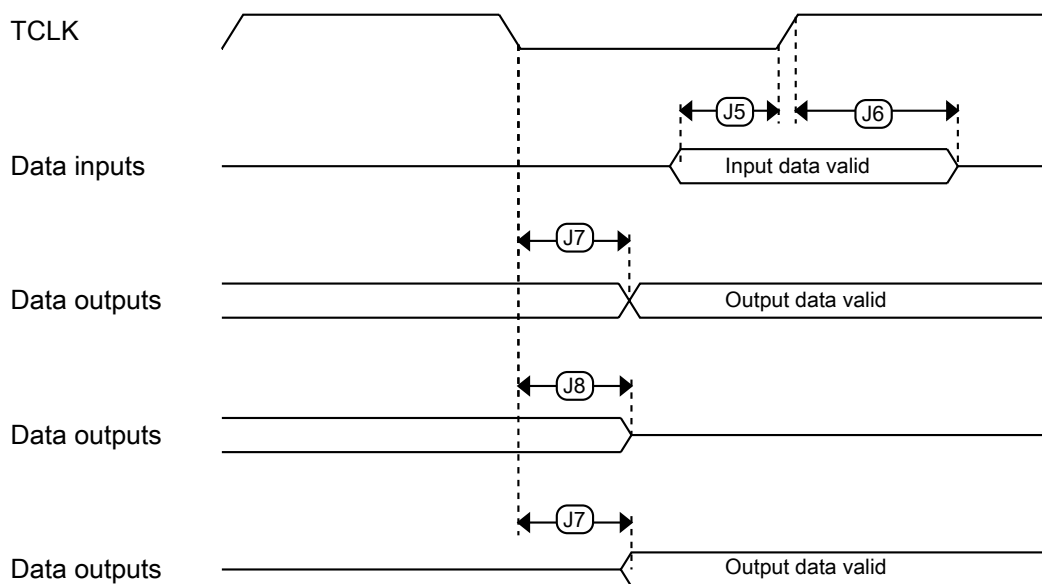 TCLK
J5
J6
Data inputs
Input data valid
J7
Data outputs
Output data valid
J8
Data outputs
J7
Data outputs
Output data valid